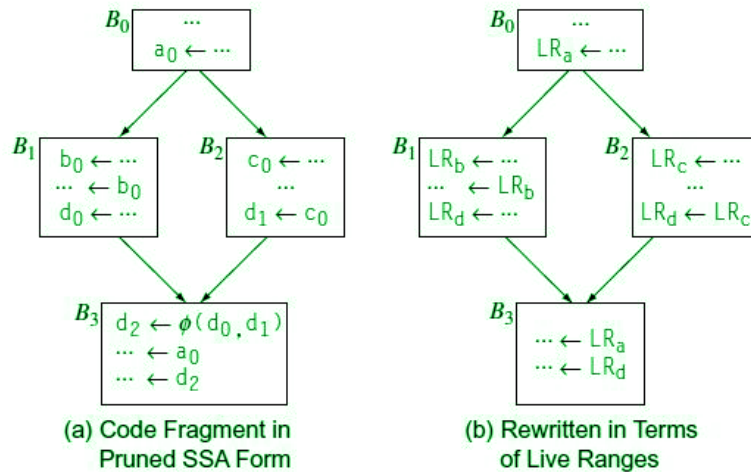 B0
...
a0 ← ...
B1
b0 ← ...
... ← b0
d0 ← ...
B2
c0 ← ...
...
d1 ← c0
B3
d2 ← ϕ(d0,d1)
... ← a0
... ← d2
(a) Code Fragment in
Pruned SSA Form
B0
...
LRa ← ...
B1
LRb ← ...
... ← LRb
LRd ← ...
B2
LRc ← ...
...
LRd ← LRc
B3
... ← LRa
... ← LRd
(b) Rewritten in Terms
of Live Ranges